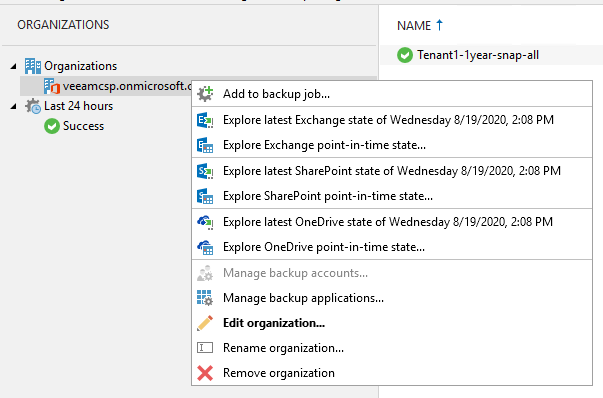 ORGANIZATIONS
NAME ↑
Tenant1-1year-snap-all
Organizations
veeamcsp.onmicrosoft.c
Last 24 hours
Success
Add to backup job...
Explore latest Exchange state of Wednesday 8/19/2020, 2:08 PM
Explore Exchange point-in-time state...
Explore latest SharePoint state of Wednesday 8/19/2020, 2:08 PM
Explore SharePoint point-in-time state...
Explore latest OneDrive state of Wednesday 8/19/2020, 2:08 PM
Explore OneDrive point-in-time state...
Manage backup accounts...
Manage backup applications...
Edit organization...
Rename organization...
Remove organization